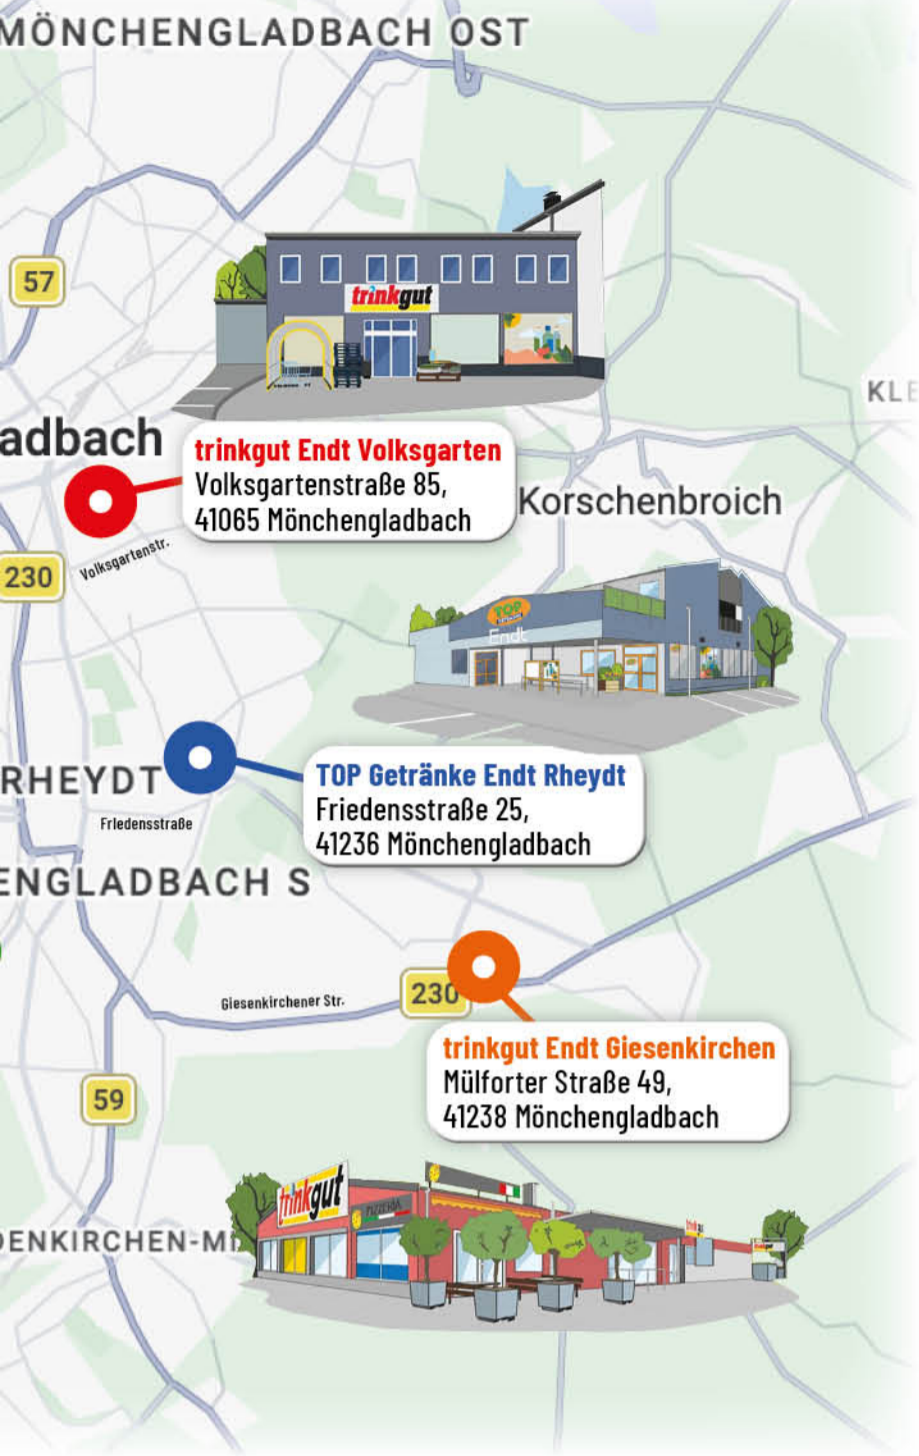 MÖNCHENGLADBACH OST
57
trinkgut
KLE
adbach
trinkgut Endt Volksgarten
Volksgartenstraße 85,
41065 Mönchengladbach
Korschenbroich
Volksgartenstr.
230
TOP
Endt
RHEYDT
TOP Getränke Endt Rheydt
Friedensstraße 25,
41236 Mönchengladbach
Friedensstraße
ENGLADBACH S
230
Giesenkirchener Str.
trinkgut Endt Giesenkirchen
Mülforter Straße 49,
41238 Mönchengladbach
59
trinkgut
PIZZERIA
DENKIRCHEN-MI
trinkgut